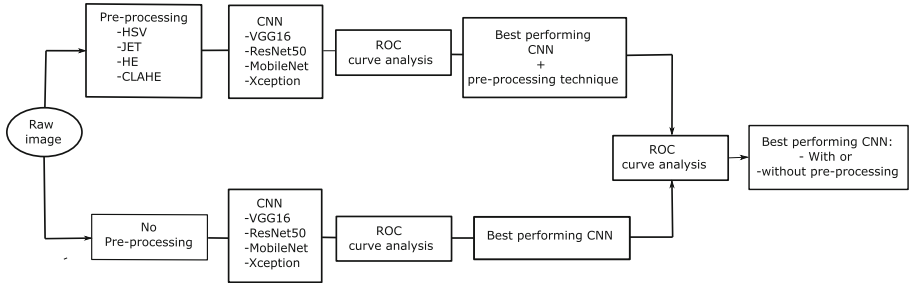 Raw
image
Pre-processing
-HSV
-JET
-HE
-CLAHE
CNN
-VGG16
-ResNet50
-MobileNet
-Xception
ROC
curve analysis
Best performing
CNN
+
pre-processing technique
No
Pre-processing
CNN
-VGG16
-ResNet50
-MobileNet
-Xception
ROC
curve analysis
Best performing CNN
ROC
curve analysis
Best performing CNN:
- With or
-without pre-processing